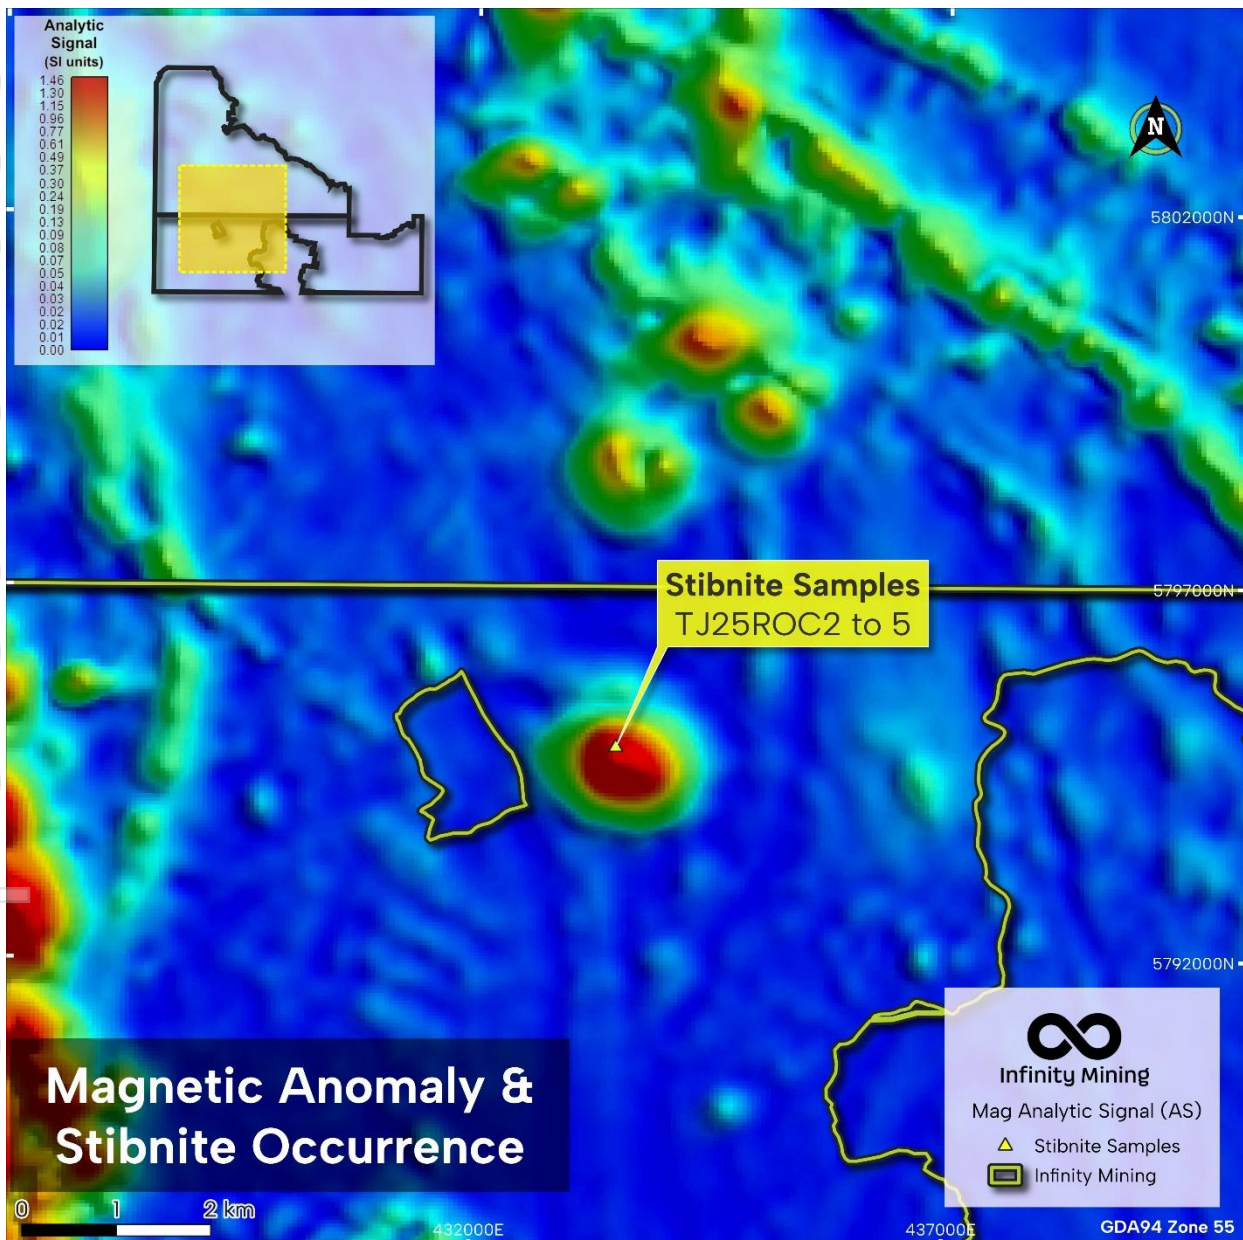 Analytic
Signal
(SI units)
1.46
1.30
1.15
0.96
0.77
0.61
0.49
0.37
0.30
0.24
0.19
0.13
0.09
0.08
0.07
0.05
0.04
0.03
0.02
0.02
0.01
0.00
N
5802000N
Stibnite Samples
TJ25ROC2 to 5
5797000N
5792000N
Magnetic Anomaly &
Stibnite Occurrence
Infinity Mining
Mag Analytic Signal (AS)
Stibnite Samples
Infinity Mining
0 1 2 km
432000E
437000E
GDA94 Zone 55